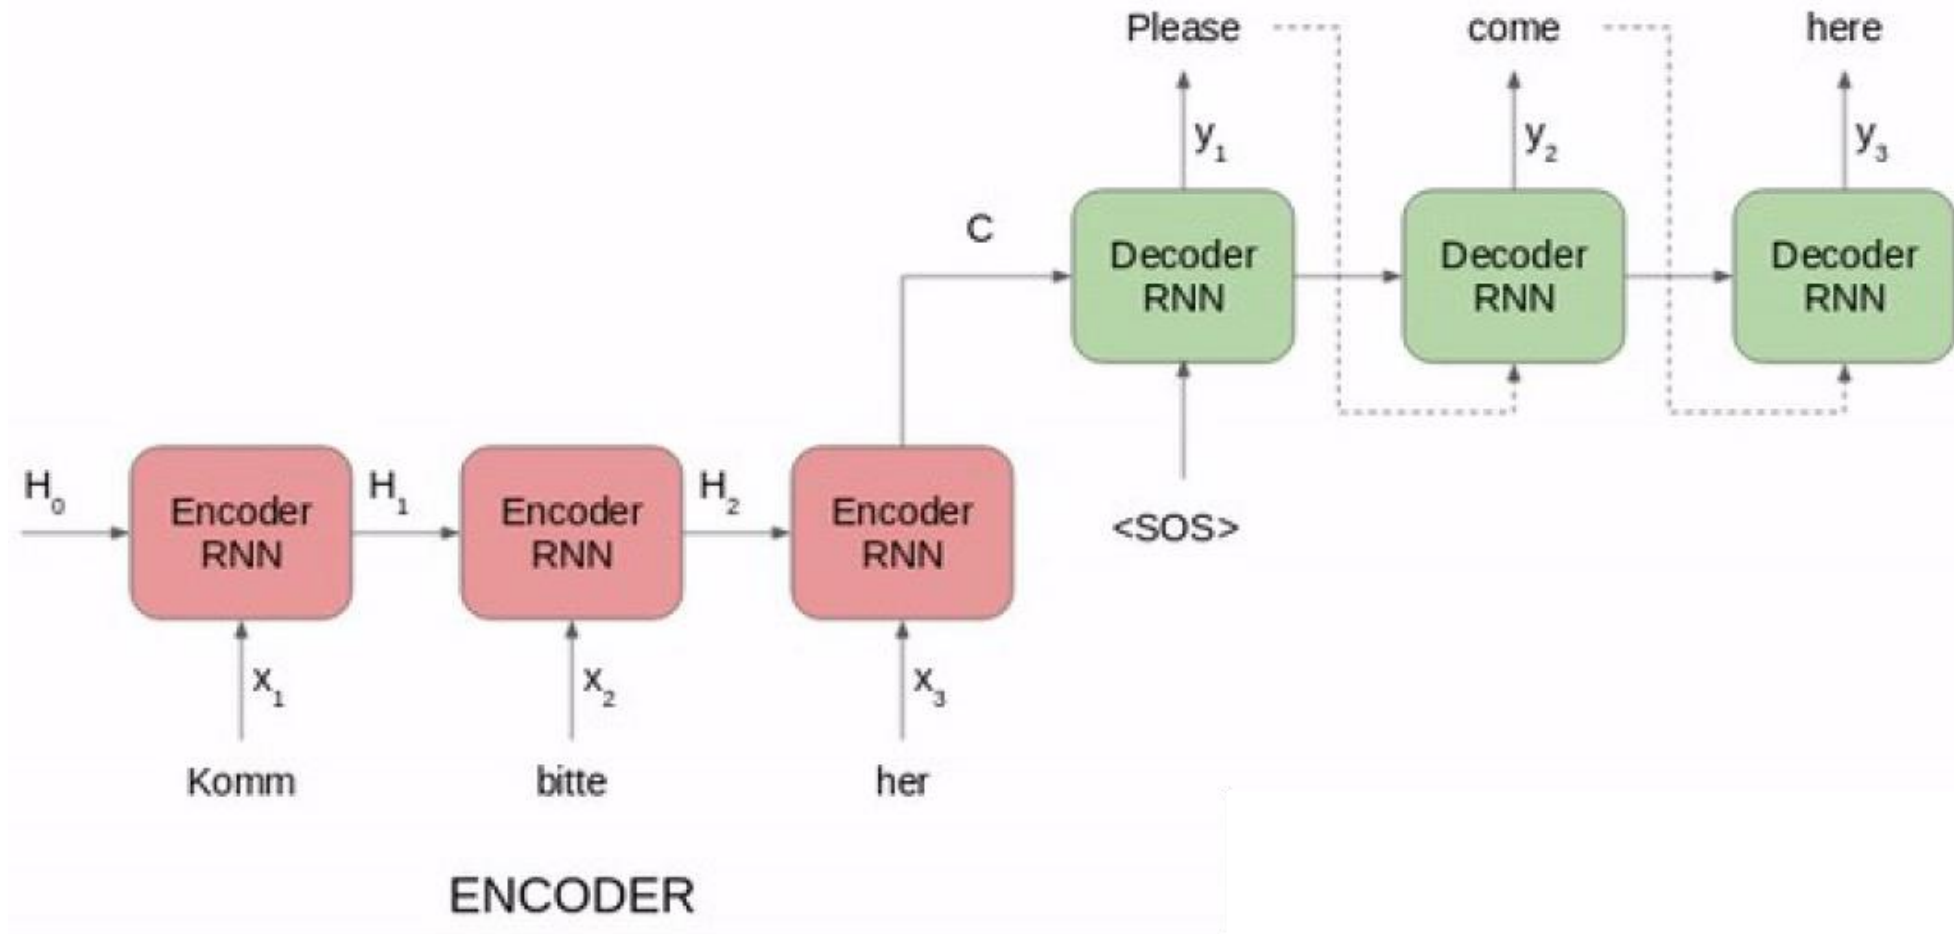 Please come here
y1 y2 y3
C
Decoder RNN
Decoder RNN
Decoder RNN
H0 H1 H2
Encoder RNN
Encoder RNN
Encoder RNN
<SOS>
x1 x2 x3
Komm bitte her
ENCODER